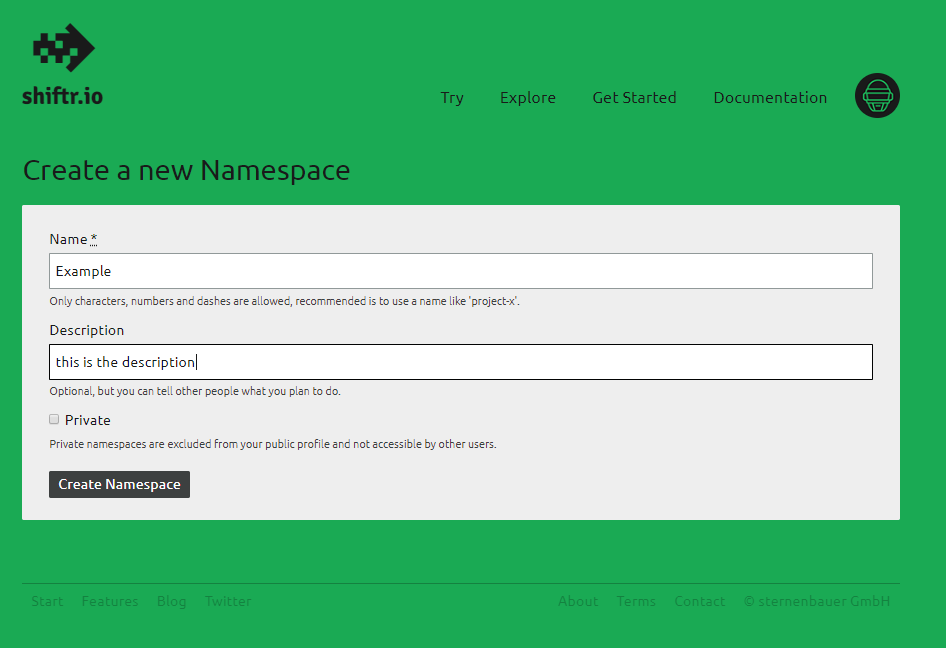 shiftr.io
Try Explore Get Started Documentation
Create a new Namespace
Name *
Example
Only characters, numbers and dashes are allowed, recommended is to use a name like 'project-x'.
Description
this is the description
Optional, but you can tell other people what you plan to do.
Private
Private namespaces are excluded from your public profile and not accessible by other users.
Create Namespace
Start Features Blog Twitter About Terms Contact © sternenbauer GmbH